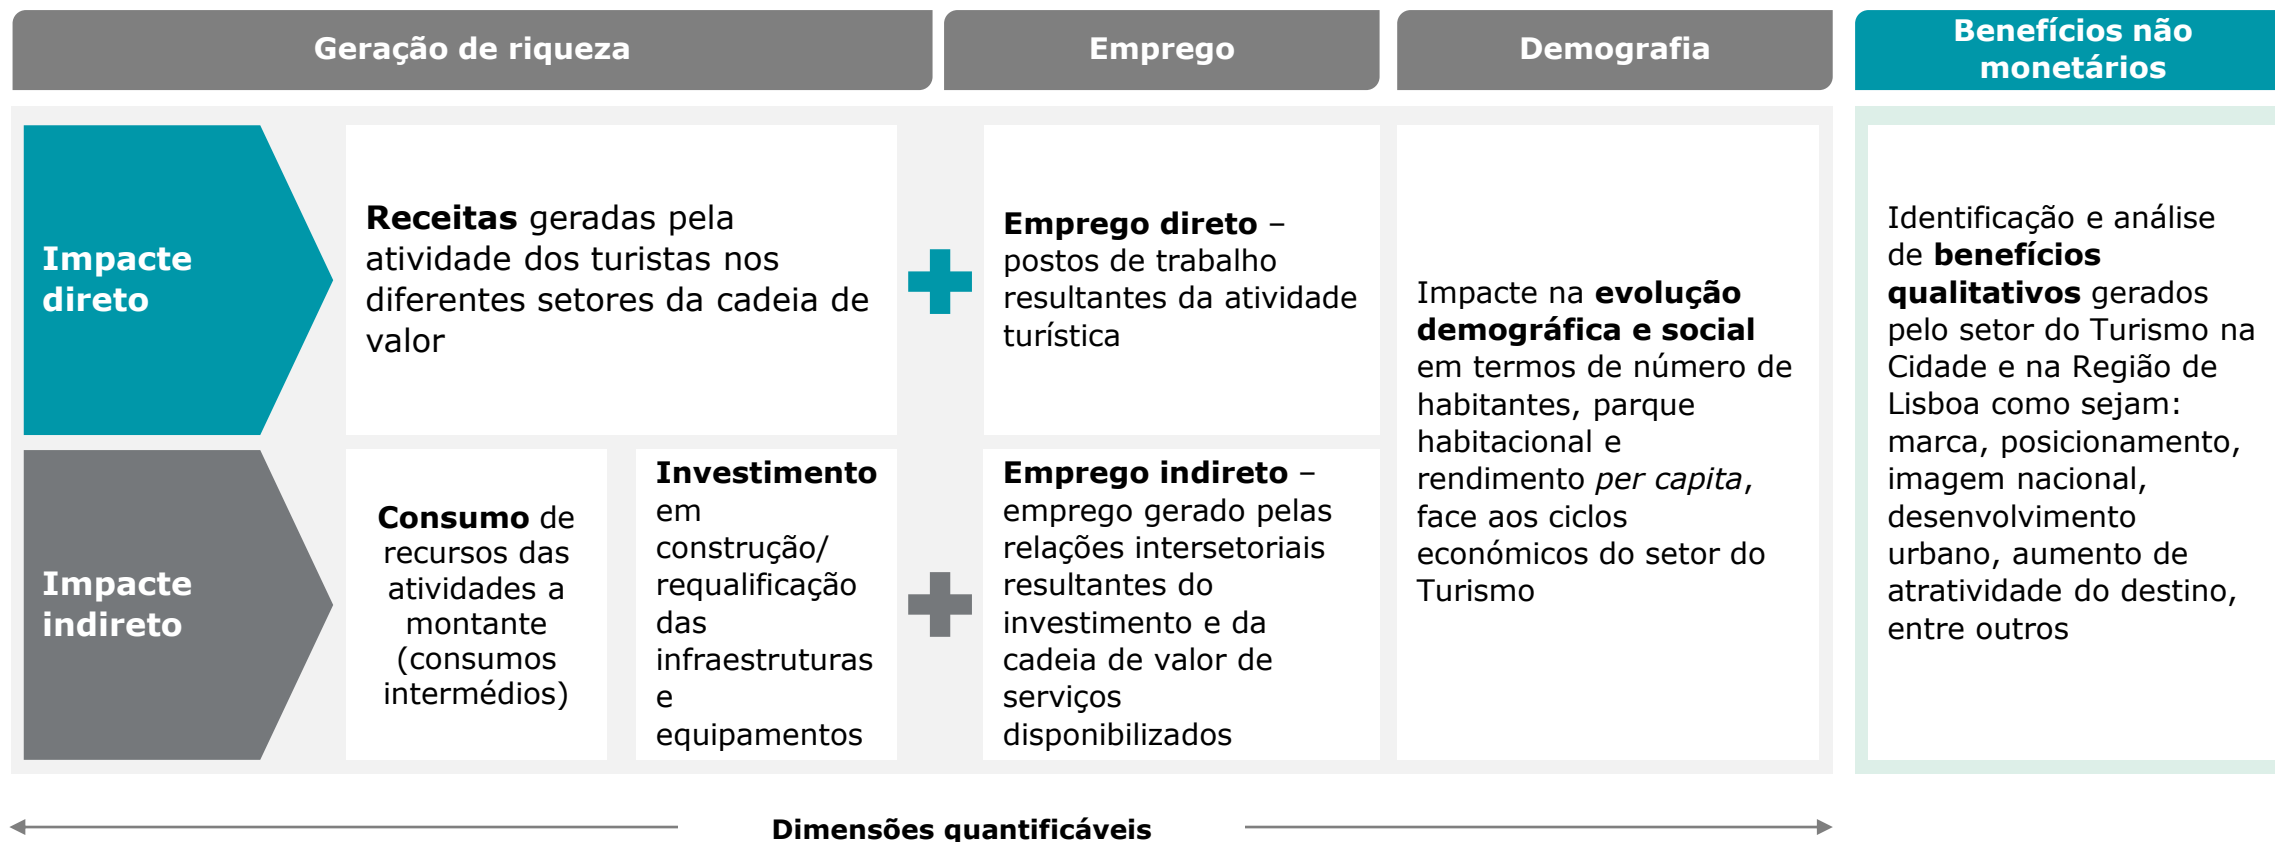 Geração de riqueza
Emprego
Demografia
Benefícios não
monetários
Impacte
direto
Receitas geradas pela
atividade dos turistas nos
diferentes setores da cadeia de
valor
Emprego direto –
postos de trabalho
resultantes da atividade
turística
Impacte
indireto
Consumo de
recursos das
atividades a
montante
(consumos
intermédios)
Investimento
em
construção/
requalificação
das
infraestruturas
e
equipamentos
Emprego indireto –
emprego gerado pelas
relações intersetoriais
resultantes do
investimento e da
cadeia de valor de
serviços
disponibilizados
Impacte na evolução
demográfica e social
em termos de número de
habitantes, parque
habitacional e
rendimento per capita,
face aos ciclos
económicos do setor do
Turismo
Identificação e análise
de benefícios
qualitativos gerados
pelo setor do Turismo na
Cidade e na Região de
Lisboa como sejam:
marca, posicionamento,
imagem nacional,
desenvolvimento
urbano, aumento de
atratividade do destino,
entre outros
Dimensões quantificáveis